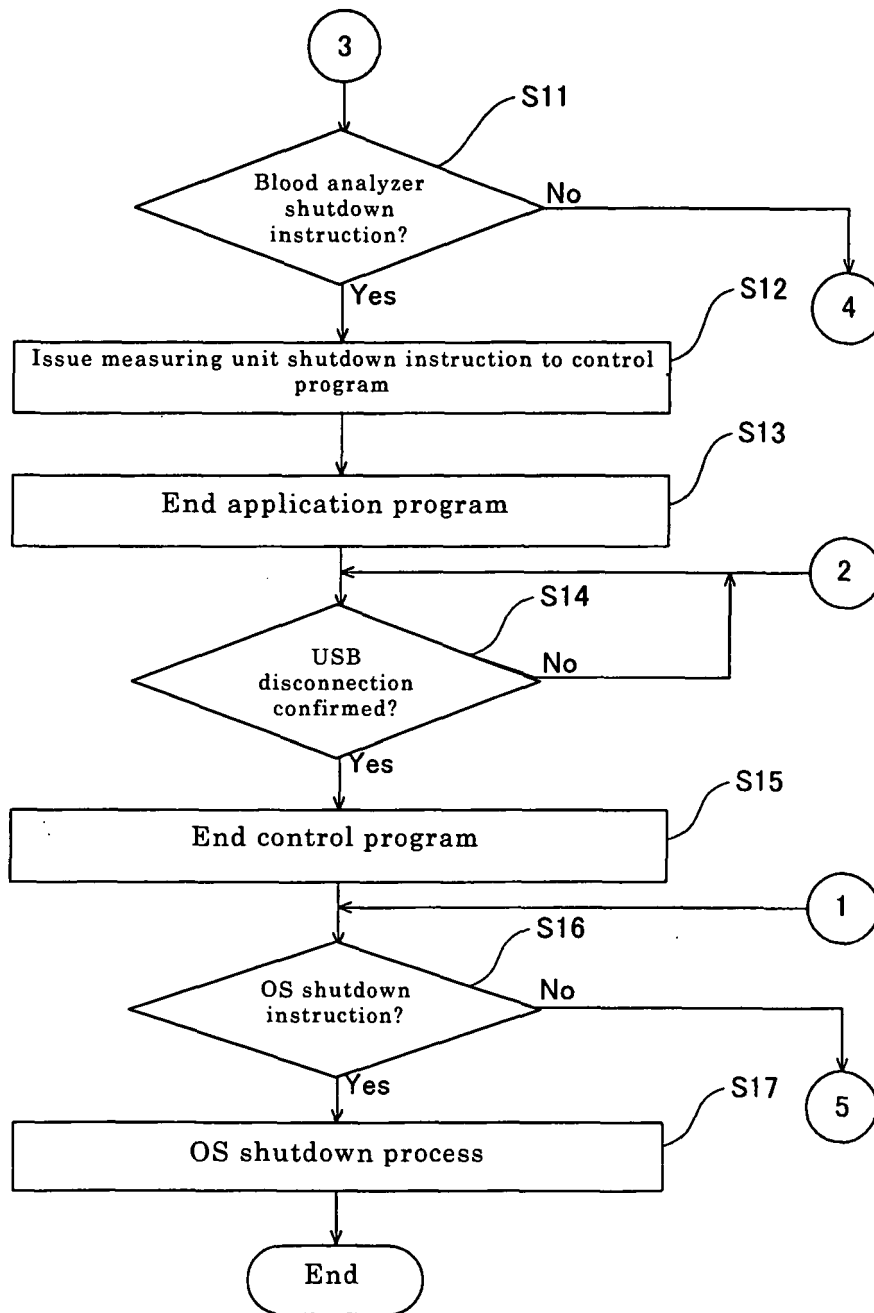 3
S11
Blood analyzer
shutdown
instruction?
No
4
Yes
S12
Issue measuring unit shutdown instruction to control
program
S13
End application program
2
S14
USB
disconnection
confirmed?
No
Yes
S15
End control program
1
S16
OS shutdown
instruction?
No
5
Yes
S17
OS shutdown process
End